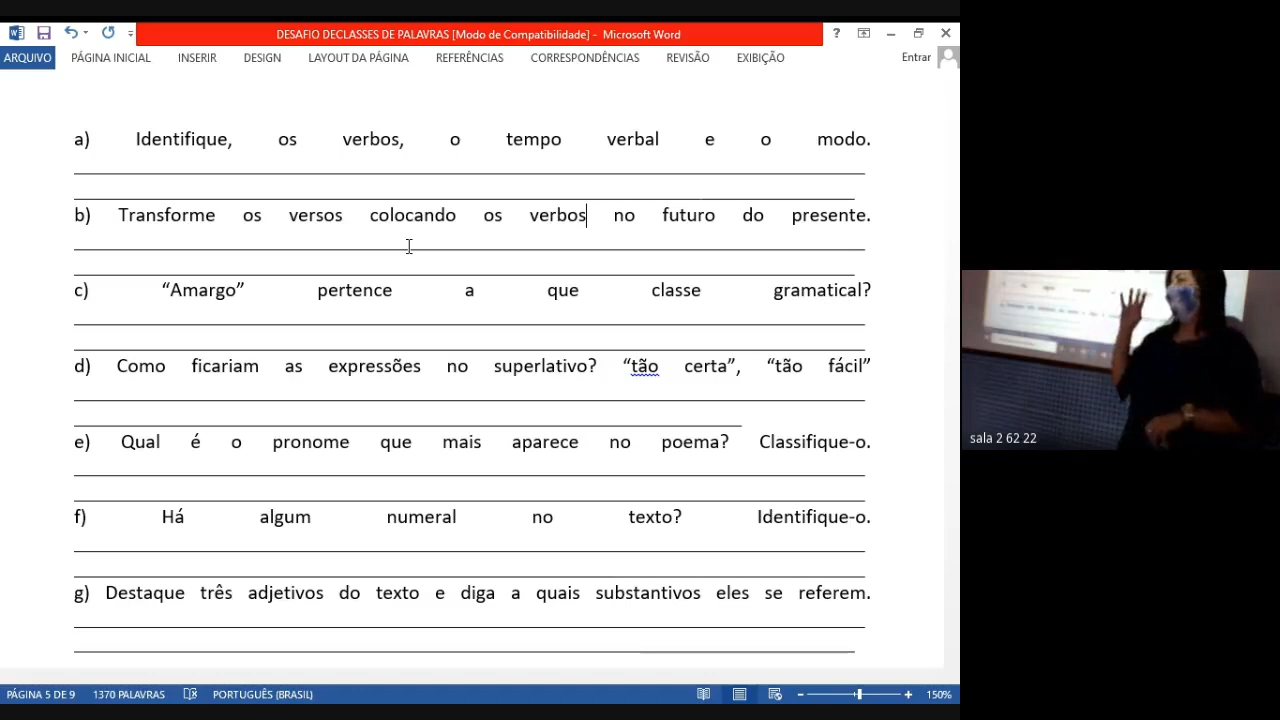 DESAFIO DECLASSES DE PALAVRAS [Modo de Compatibilidade] - Microsoft Word
?
ARQUIVO PÁGINA INICIAL INSERIR DESIGN LAYOUT DA PÁGINA REFERÊNCIAS CORRESPONDÊNCIAS REVISÃO EXIBIÇÃO Entrar
a) Identifique, os verbos, o tempo verbal e o modo.
b) Transforme os versos colocando os verbos no futuro do presente.
c) “Amargo” pertence a que classe gramatical?
d) Como ficariam as expressões no superlativo? “tão certa”, “tão fácil”
e) Qual é o pronome que mais aparece no poema? Classifique-o.
f) Há algum numeral no texto? Identifique-o.
g) Destaque três adjetivos do texto e diga a quais substantivos eles se referem.
PÁGINA 5 DE 9 1370 PALAVRAS PORTUGUÊS (BRASIL) 150%
sala 2 62 22